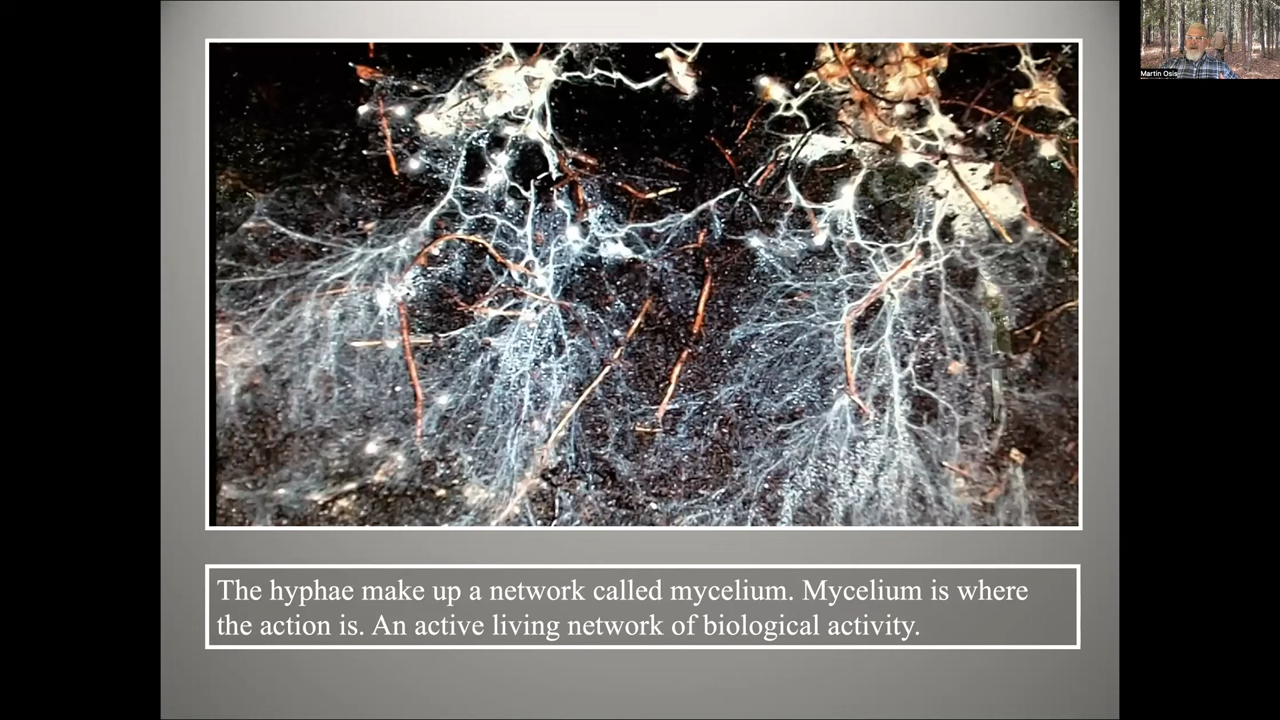 Martin Osis
The hyphae make up a network called mycelium. Mycelium is where
the action is. An active living network of biological activity.